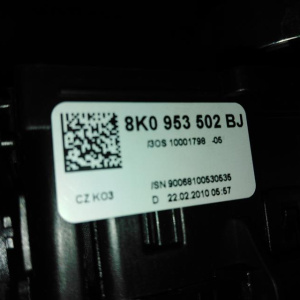 8K0 953 502 BJ
I3OS 10001798 -05
CZ K03
ISN 90068100530535
D 22.02.2010 05:57